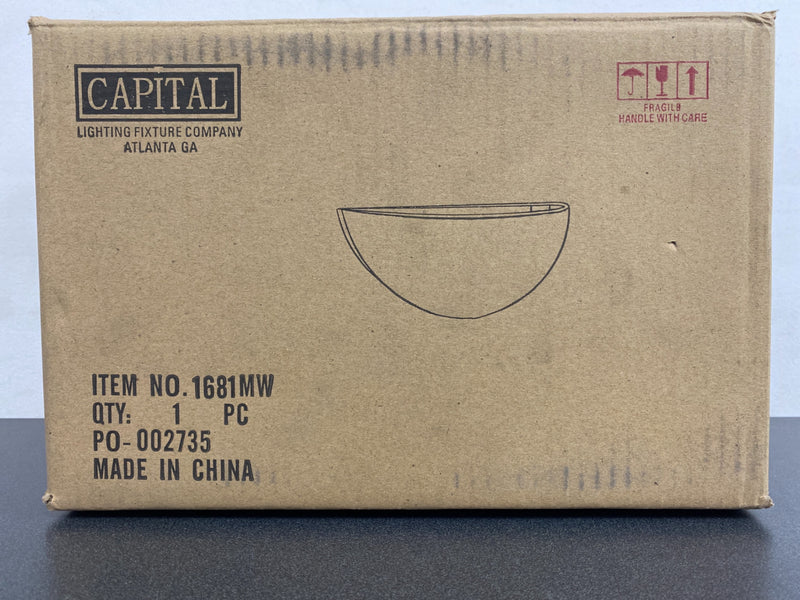 CAPITAL
LIGHTING FIXTURE COMPANY
ATLANTA GA
FRAGILE
HANDLE WITH CARE
ITEM NO. 1681MW
QTY: 1 PC
PO-002735
MADE IN CHINA